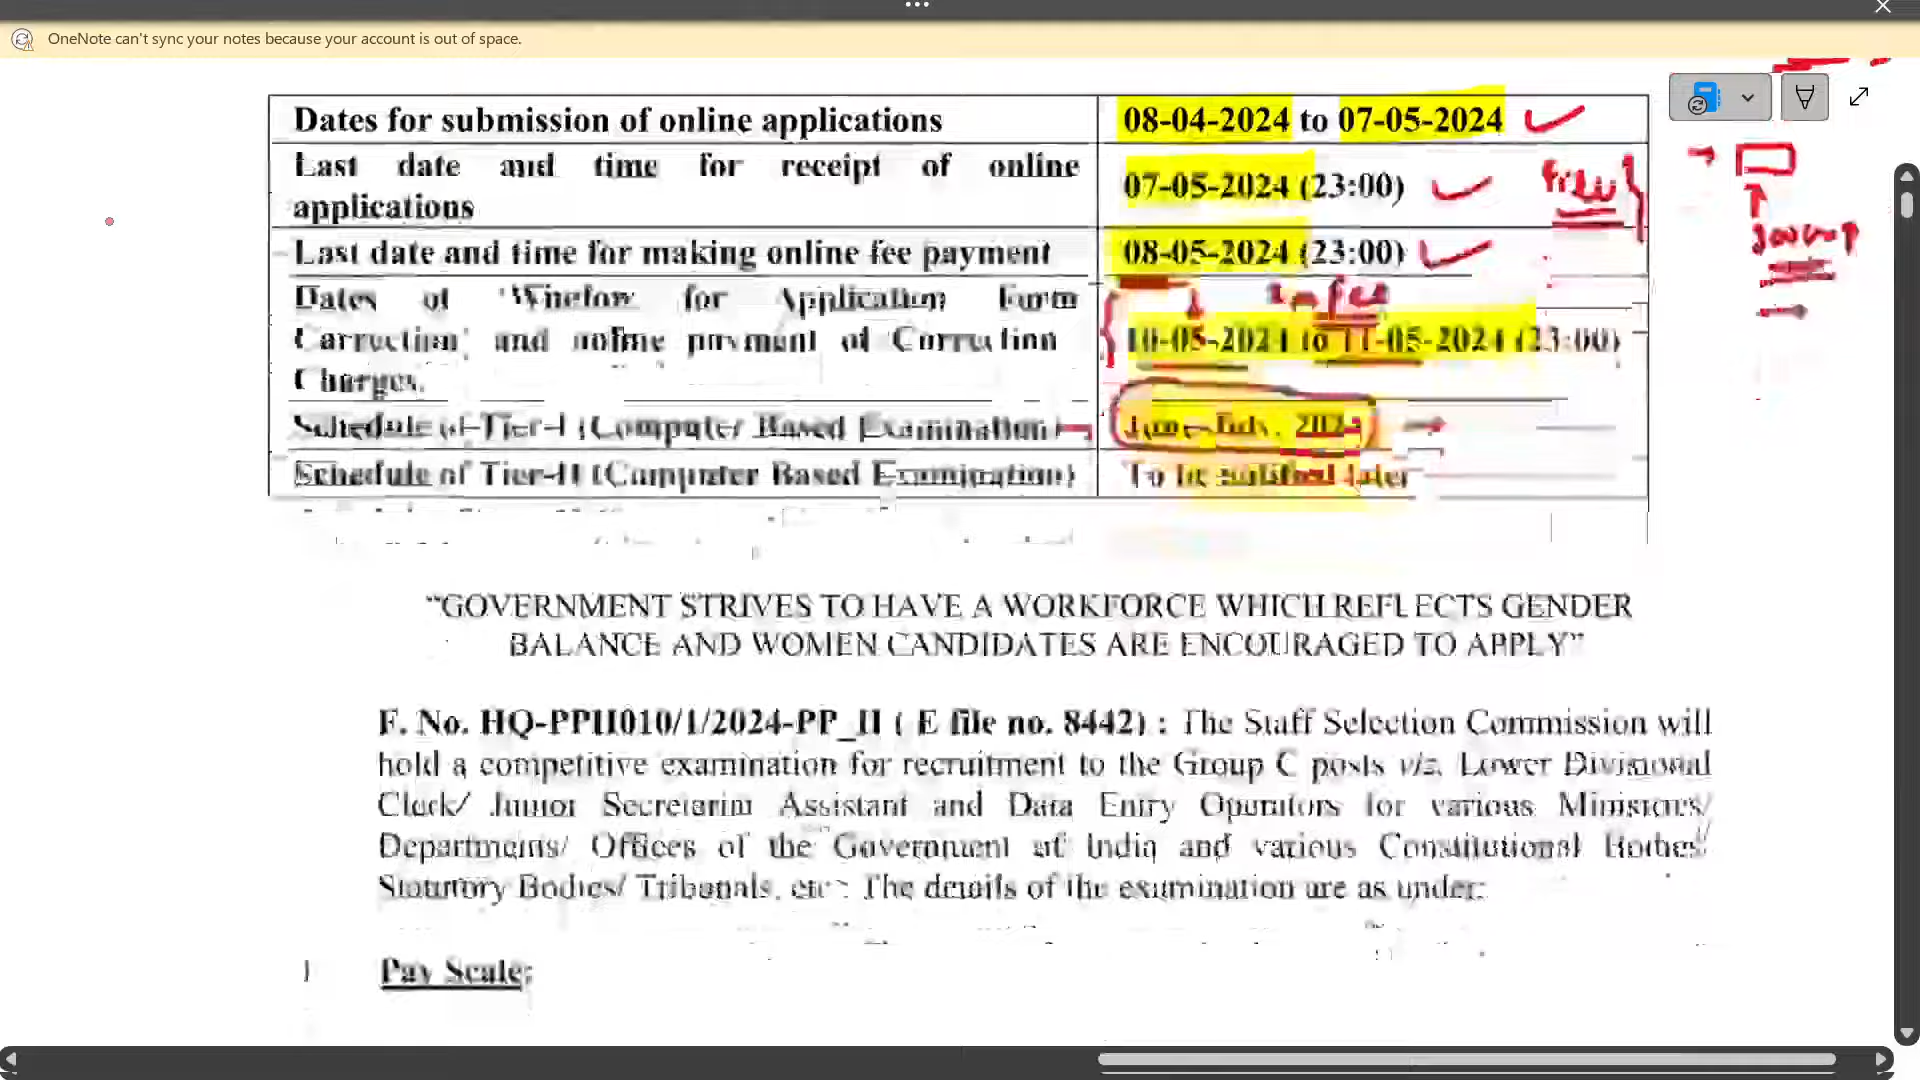 OneNote can't sync your notes because your account is out of space.
Dates for submission of online applications 08-04-2024 to 07-05-2024
Last date and time for receipt of online
applications 07-05-2024 (23:00)
Last date and time for making online fee payment 08-05-2024 (23:00)
Dates of 'Window for Application Form
Correction' and online payment of Correction
Charges. 10-05-2024 to 11-05-2024 (23:00)
Schedule of Tier-I (Computer Based Examination) June-July, 202
Schedule of Tier-II (Computer Based Examination) To be notified later
"GOVERNMENT STRIVES TO HAVE A WORKFORCE WHICH REFLECTS GENDER
BALANCE AND WOMEN CANDIDATES ARE ENCOURAGED TO APPLY"
F. No. HQ-PPII010/1/2024-PP_II ( E file no. 8442) : The Staff Selection Commission will
hold a competitive examination for recruitment to the Group C posts viz. Lower Divisional
Clerk/ Junior Secretariat Assistant and Data Entry Operators for various Ministries/
Departments/ Offices of the Government of India and various Constitutional Bodies/
Statutory Bodies/ Tribunals, etc. The details of the examination are as under:
Pay Scale: